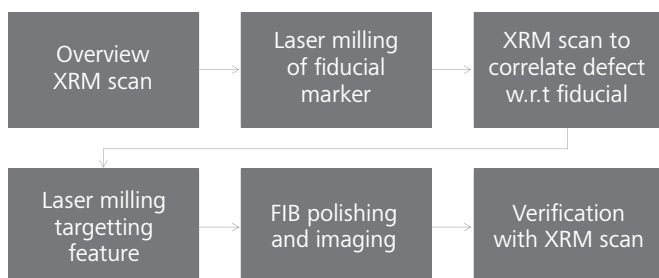 Overview
XRM scan
Laser milling
of fiducial
marker
XRM scan to
correlate defect
w.r.t fiducial
Laser milling
targetting
feature
FIB polishing
and imaging
Verification
with XRM scan